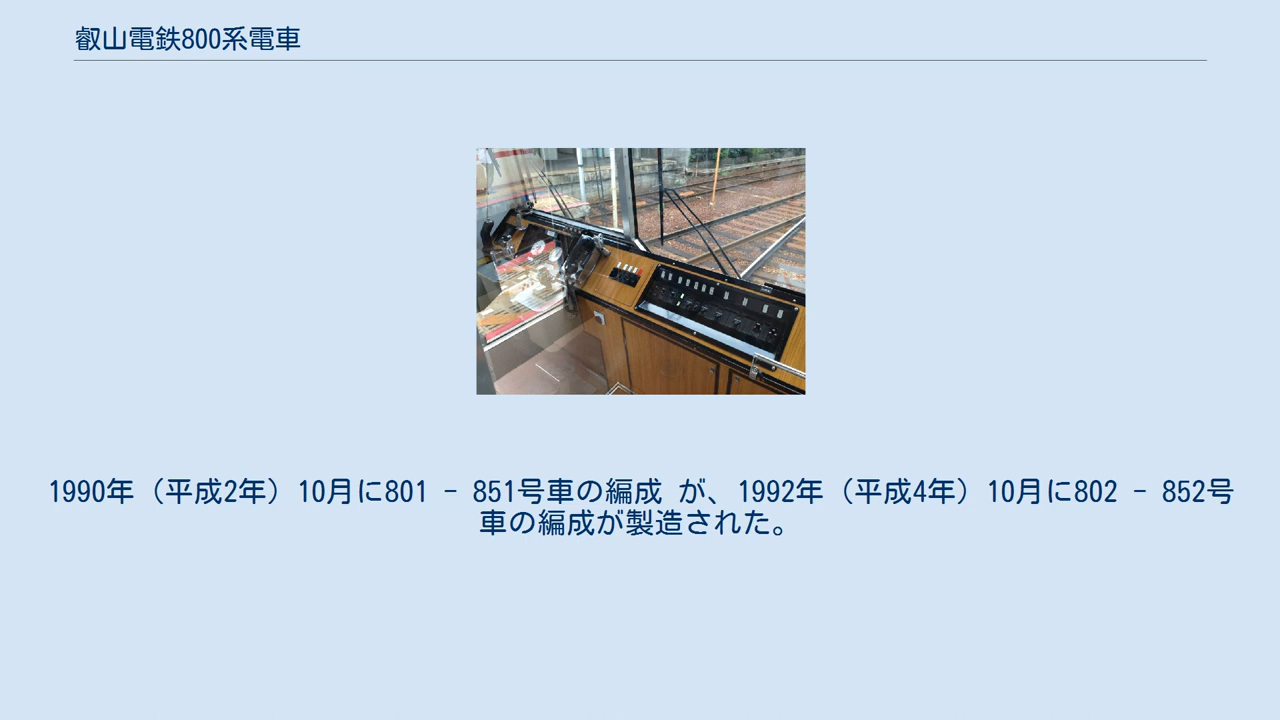 叡山電鉄800系電車
1990年（平成2年）10月に801 - 851号車の編成 が、1992年（平成4年）10月に802 - 852号
車の編成が製造された。